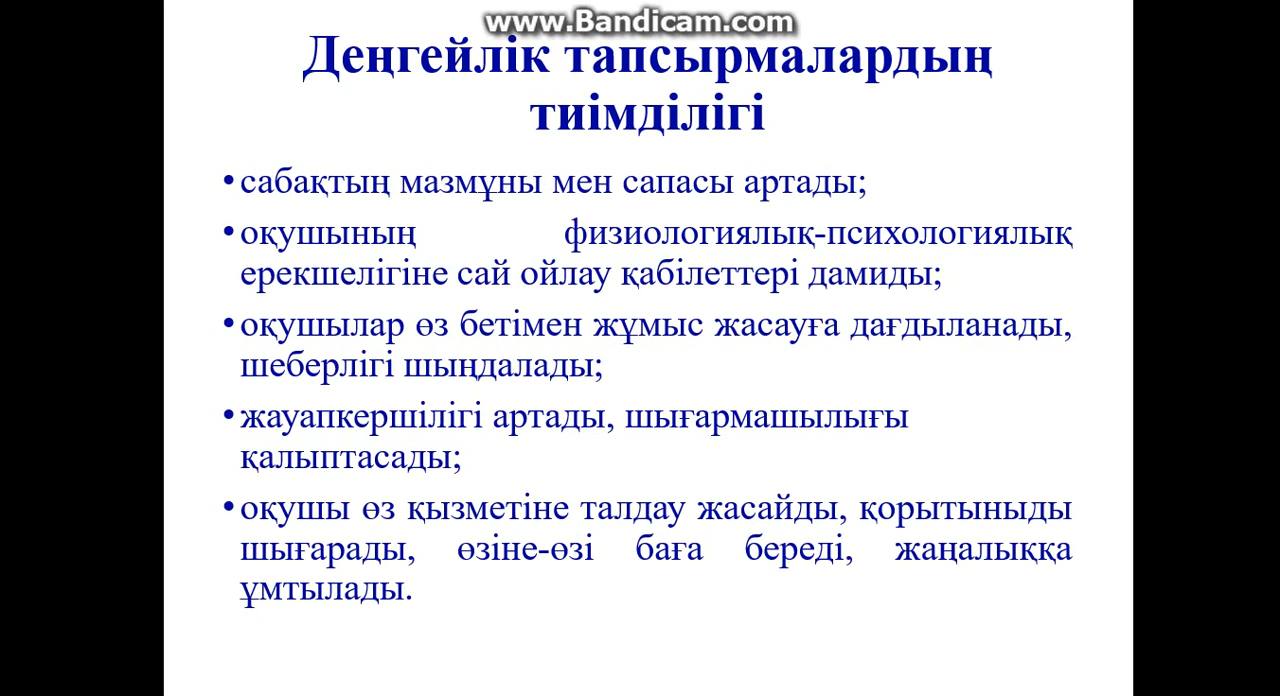 www.Bandicam.com
Деңгейлік тапсырмалардың
тиімділігі
•сабақтың мазмұны мен сапасы артады;
•оқушының физиологиялық-психологиялық
ерекшелігіне сай ойлау қабілеттері дамиды;
•оқушылар өз бетімен жұмыс жасауға дағдыланады,
шеберлігі шыңдалады;
•жауапкершілігі артады, шығармашылығы
қалыптасады;
•оқушы өз қызметіне талдау жасайды, қорытыныды
шығарады, өзіне-өзі баға береді, жаңалыққа
ұмтылады.